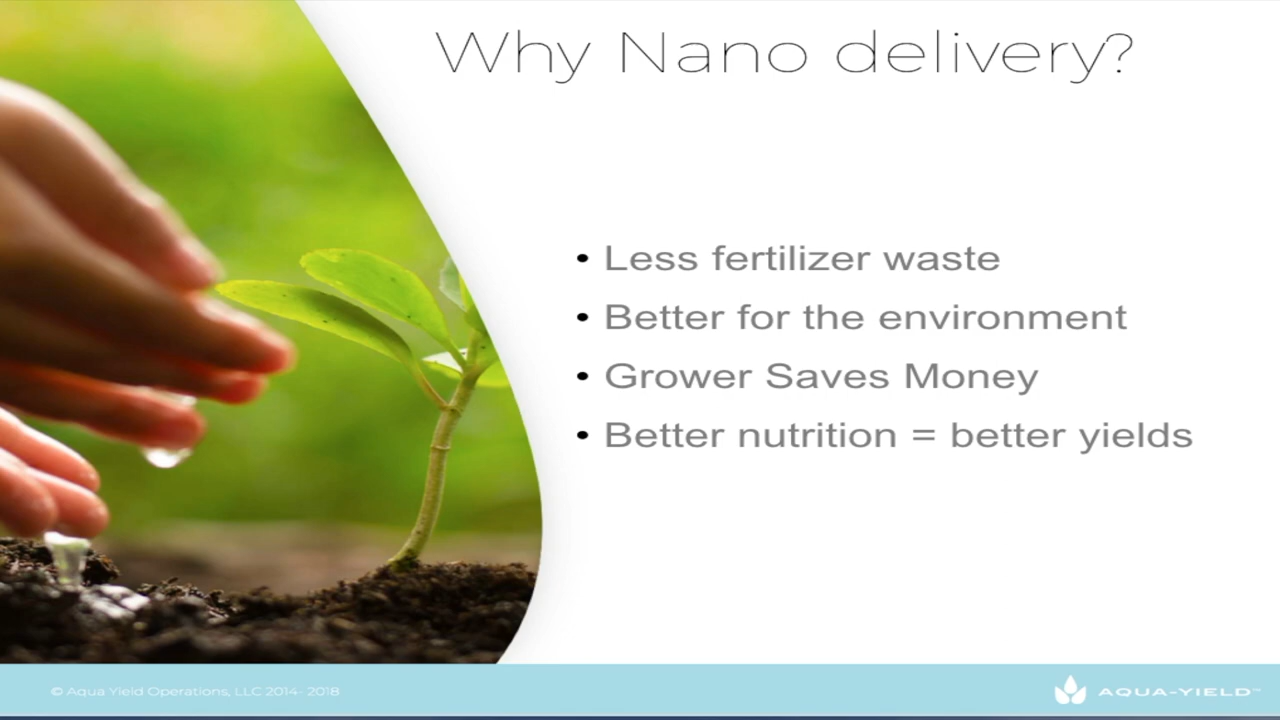 Why Nano delivery?
• Less fertilizer waste
• Better for the environment
• Grower Saves Money
• Better nutrition = better yields
© Aqua Yield Operations, LLC 2014- 2018
AQUA-YIELD™